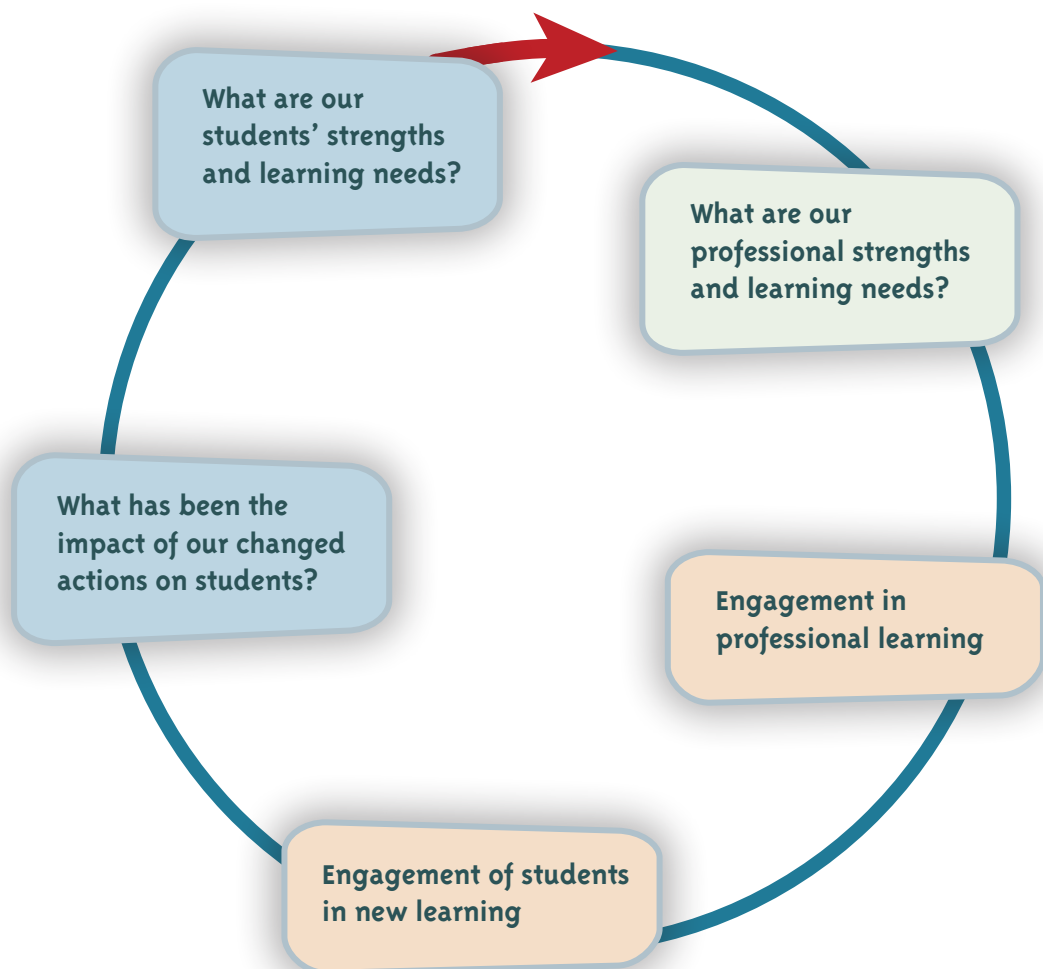 What are our
students’ strengths
and learning needs?
What are our
professional strengths
and learning needs?
Engagement in
professional learning
Engagement of students
in new learning
What has been the
impact of our changed
actions on students?